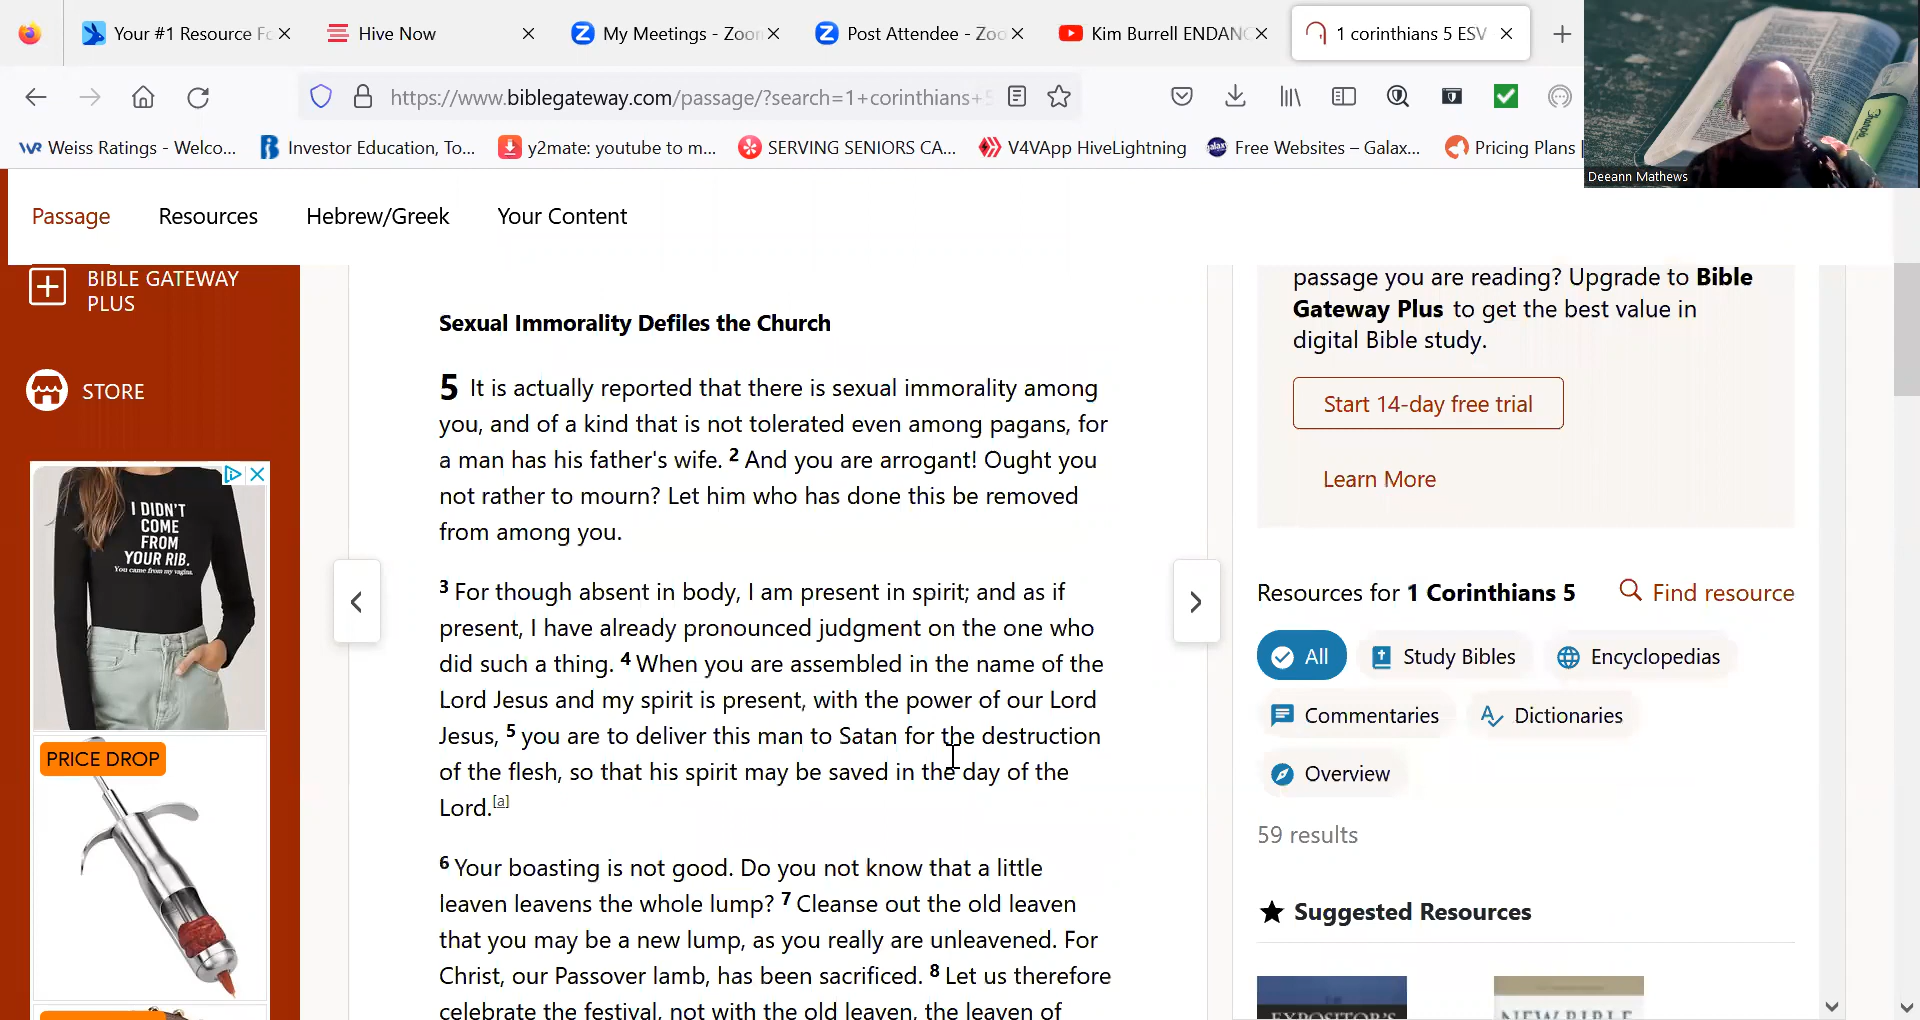 Your #1 Resource Fo
Hive Now
My Meetings - Zoom
Post Attendee - Zoo
Kim Burrell ENDANG
1 corinthians 5 ESV
https://www.biblegateway.com/passage/?search=1+corinthians+5
Weiss Ratings - Welco...
Investor Education, To...
y2mate: youtube to m...
SERVING SENIORS CA...
V4VApp HiveLightning
Free Websites – Galax...
Pricing Plans |
Deeann Mathews
Passage
Resources
Hebrew/Greek
Your Content
BIBLE GATEWAY
PLUS
STORE
I DIDN'T
COME
FROM
YOUR RIB.
You came from my vagina.
PRICE DROP
Sexual Immorality Defiles the Church
5 It is actually reported that there is sexual immorality among
you, and of a kind that is not tolerated even among pagans, for
a man has his father's wife. 2 And you are arrogant! Ought you
not rather to mourn? Let him who has done this be removed
from among you.
3 For though absent in body, I am present in spirit; and as if
present, I have already pronounced judgment on the one who
did such a thing. 4 When you are assembled in the name of the
Lord Jesus and my spirit is present, with the power of our Lord
Jesus, 5 you are to deliver this man to Satan for the destruction
of the flesh, so that his spirit may be saved in the day of the
Lord.[a]
6 Your boasting is not good. Do you not know that a little
leaven leavens the whole lump? 7 Cleanse out the old leaven
that you may be a new lump, as you really are unleavened. For
Christ, our Passover lamb, has been sacrificed. 8 Let us therefore
celebrate the festival, not with the old leaven, the leaven of
passage you are reading? Upgrade to Bible
Gateway Plus to get the best value in
digital Bible study.
Start 14-day free trial
Learn More
Resources for 1 Corinthians 5
Find resource
All
Study Bibles
Encyclopedias
Commentaries
Dictionaries
Overview
59 results
Suggested Resources
EXPOSITOR'S
NEW BIBLE